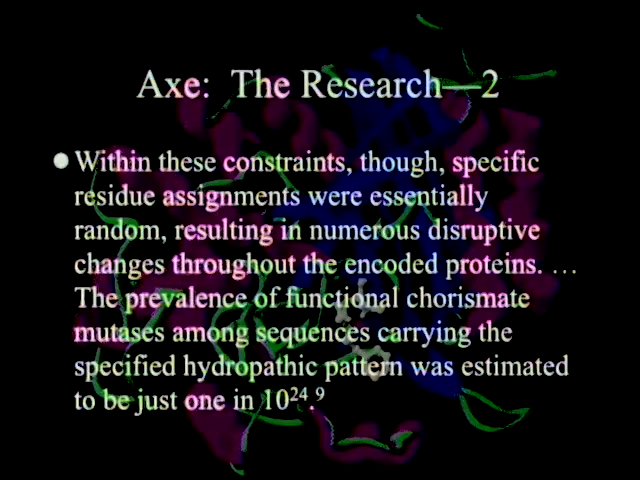 Axe: The Research—2
● Within these constraints, though, specific
residue assignments were essentially
random, resulting in numerous disruptive
changes throughout the encoded proteins. …
The prevalence of functional chorismate
mutases among sequences carrying the
specified hydropathic pattern was estimated
to be just one in 10²⁴.⁹